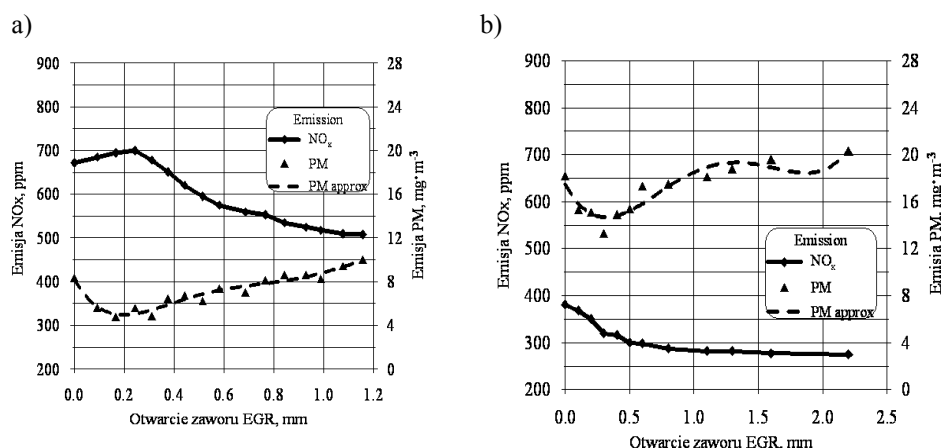 a)
900
800
700
600
500
400
300
200
Emisja NOx, ppm
28
24
20
16
12
8
4
0
Emisja PM, mg·m⁻³
Emission
NOₓ
PM
PM approx
0.0 0.2 0.4 0.6 0.8 1.0 1.2
Otwarcie zaworu EGR, mm
b)
900
800
700
600
500
400
300
200
Emisja NOx, ppm
28
24
20
16
12
8
4
0
Emisja PM, mg·m⁻³
Emission
NOₓ
PM
PM approx
0.0 0.5 1.0 1.5 2.0 2.5
Otwarcie zaworu EGR, mm